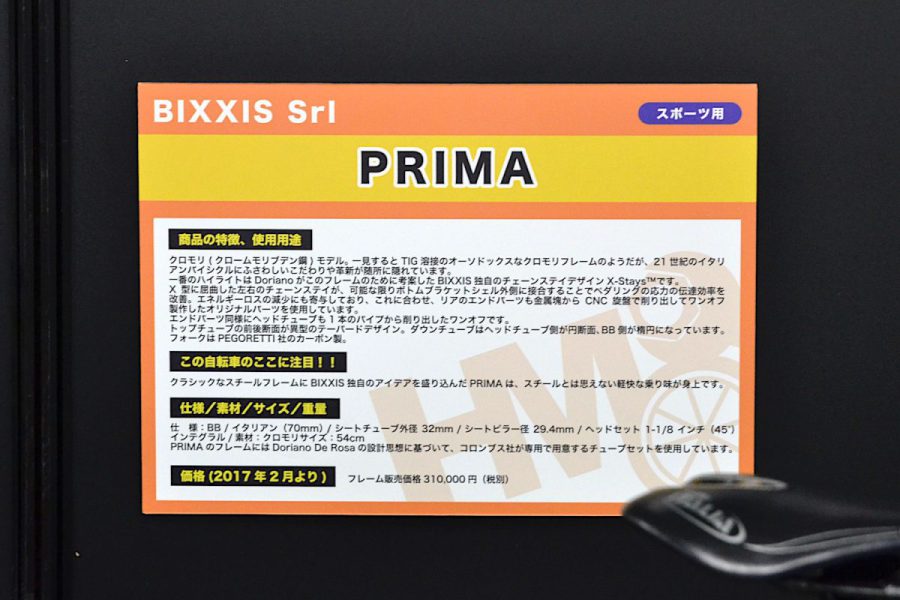 BIXXIS Srl
スポーツ用
PRIMA
商品の特徴、使用用途
クロモリ（クロームモリブデン鋼）モデル。一見すると TIG 溶接のオーソドックスなクロモリフレームのようだが、21 世紀のイタリ
アンバイシクルにふさわしいこだわりや革新が随所に隠れています。
一番のハイライトは Doriano がこのフレームのために考案した BIXXIS 独自のチェーンステイデザイン X-Stays™です。
X 型に屈曲した左右のチェーンステイが、可能な限りボトムブラケットシェル外側に接合することでペダリングの応力の伝達効率を
改善。エネルギーロスの減少にも寄与しており、これに合わせ、リアのエンドパーツも金属塊から CNC 旋盤で削り出してワンオフ
製作したオリジナルパーツを使用しています。
エンドパーツ同様にヘッドチューブも 1 本のパイプから削り出したワンオフです。
トップチューブの前後断面が異型のテーパードデザイン。ダウンチューブはヘッドチューブ側が円断面、BB 側が楕円になっています。
フォークは PEGORETTI 社のカーボン製。
この自転車のここに注目！！
クラシックなスチールフレームに BIXXIS 独自のアイデアを盛り込んだ PRIMA は、スチールとは思えない軽快な乗り味が身上です。
仕様／素材／サイズ／重量
仕　様：BB / イタリアン（70mm）/ シートチューブ外径 32mm / シートピラー径 29.4mm / ヘッドセット 1-1/8 インチ（45°）
インテグラル / 素材：クロモリサイズ：54cm
PRIMA のフレームには Doriano De Rosa の設計思想に基づいて、コロンブス社が専用で用意するチューブセットを使用しています。
価格 (2017 年 2 月より )
フレーム販売価格 310,000 円（税別）
HM